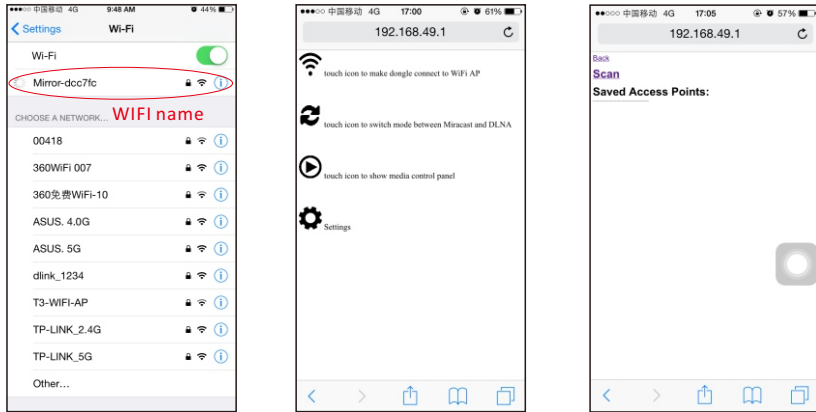 中国移动 4G 9:48 AM 44%
Settings Wi-Fi
Wi-Fi
Mirror-dcc7fc
CHOOSE A NETWORK... WIFI name
00418
360WiFi 007
360免费WiFi-10
ASUS. 4.0G
ASUS. 5G
dlink_1234
T3-WIFI-AP
TP-LINK_2.4G
TP-LINK_5G
Other...
中国移动 4G 17:00 61%
192.168.49.1
touch icon to make dongle connect to WiFi AP
touch icon to switch mode between Miracast and DLNA
touch icon to show media control panel
Settings
中国移动 4G 17:05 57%
192.168.49.1
Back
Scan
Saved Access Points: